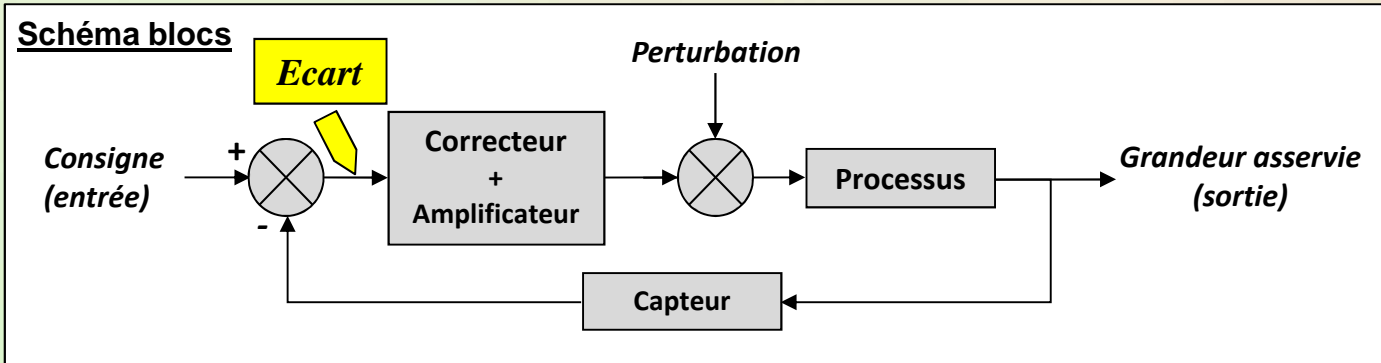 Schéma blocs
Ecart
Perturbation
Consigne
(entrée)
+
-
Correcteur
+
Amplificateur
Processus
Grandeur asservie
(sortie)
Capteur